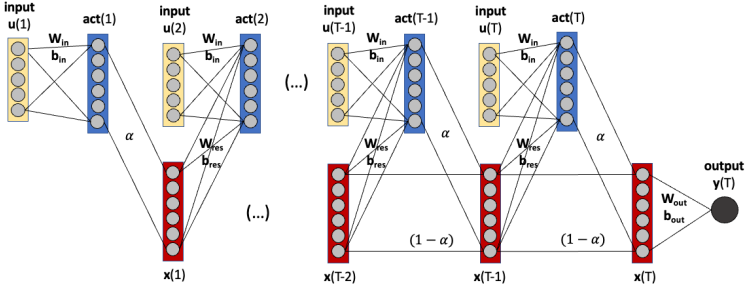 input
u(1)
act(1)
W_in
b_in
α
x(1)
input
u(2)
act(2)
W_in
b_in
W_res
b_res
(...)
(...)
input
u(T-1)
act(T-1)
W_in
b_in
W_res
b_res
α
x(T-2)
(1 − α)
x(T-1)
input
u(T)
act(T)
W_in
b_in
W_res
b_res
α
(1 − α)
x(T)
W_out
b_out
output
y(T)